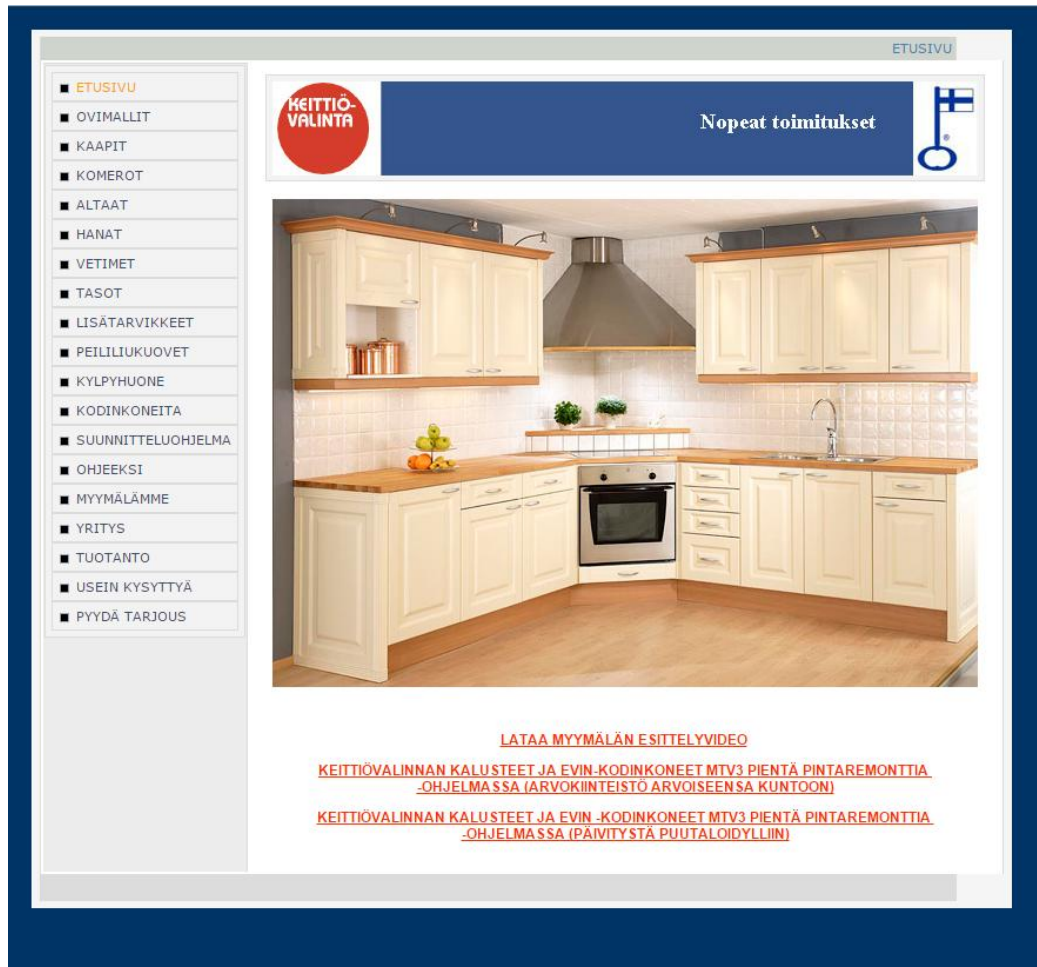 ETUSIVU
ETUSIVU
OVIMALLIT
KAAPIT
KOMEROT
ALTAAT
HANAT
VETIMET
TASOT
LISÄTARVIKKEET
PEILILIUKUOVET
KYLPYHUONE
KODINKONEITA
SUUNNITTELUOHJELMA
OHJEEKSI
MYYMÄLÄMME
YRITYS
TUOTANTO
USEIN KYSYTTYÄ
PYYDÄ TARJOUS
KEITTIÖ-
VALINTA
Nopeat toimitukset
LATAA MYYMÄLÄN ESITTELYVIDEO
KEITTIÖVALINNAN KALUSTEET JA EVIN-KODINKONEET MTV3 PIENTÄ PINTAREMONTTIA
-OHJELMASSA (ARVOKIINTEISTÖ ARVOISEENSA KUNTOON)
KEITTIÖVALINNAN KALUSTEET JA EVIN -KODINKONEET MTV3 PIENTÄ PINTAREMONTTIA
-OHJELMASSA (PÄIVITYSTÄ PUUTALOIDYLLIIN)